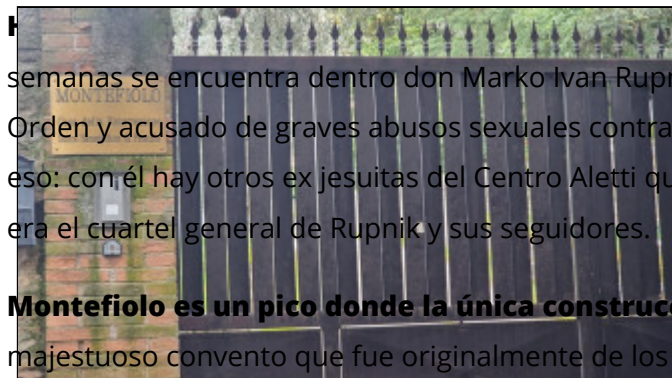 semanas se encuentra dentro don Marko Ivan
MONTEFIOLO
Orden y acusado de graves abusos sexuales contra
eso: con él hay otros ex jesuitas del Centro Aletti
era el cuartel general de Rupnik y sus seguidores.
Montefiolo es un pico donde la única
majestuoso convento que fue originalmente de los